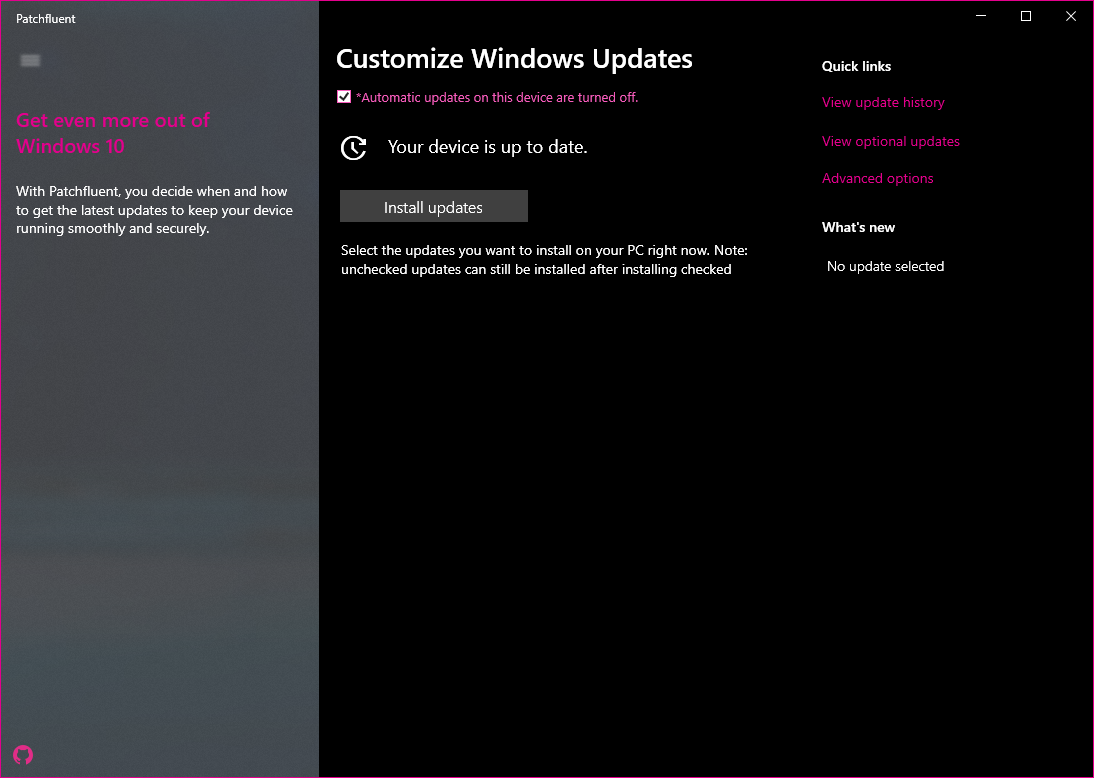 Patchfluent
Get even more out of
Windows 10
With Patchfluent, you decide when and how
to get the latest updates to keep your device
running smoothly and securely.
Customize Windows Updates
*Automatic updates on this device are turned off.
Your device is up to date.
Install updates
Select the updates you want to install on your PC right now. Note:
unchecked updates can still be installed after installing checked
Quick links
View update history
View optional updates
Advanced options
What's new
No update selected